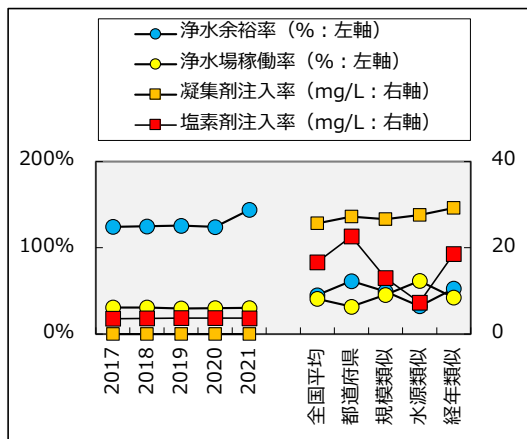 浄水余裕率（%：左軸）
浄水場稼働率（%：左軸）
凝集剤注入率（mg/L：右軸）
塩素剤注入率（mg/L：右軸）
200%
100%
0%
40
20
0
2017
2018
2019
2020
2021
全国平均
都道府県
規模類似
水源類似
経年類似